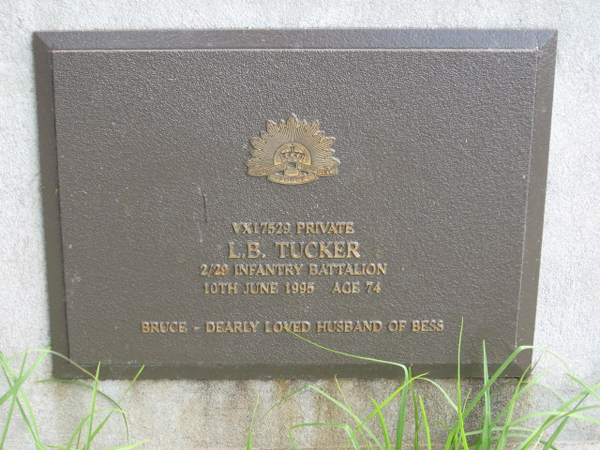 VX17529 PRIVATE
L.B. TUCKER
2/29 INFANTRY BATTALION
10TH JUNE 1995 AGE 74
BRUCE - DEARLY LOVED HUSBAND OF BESS